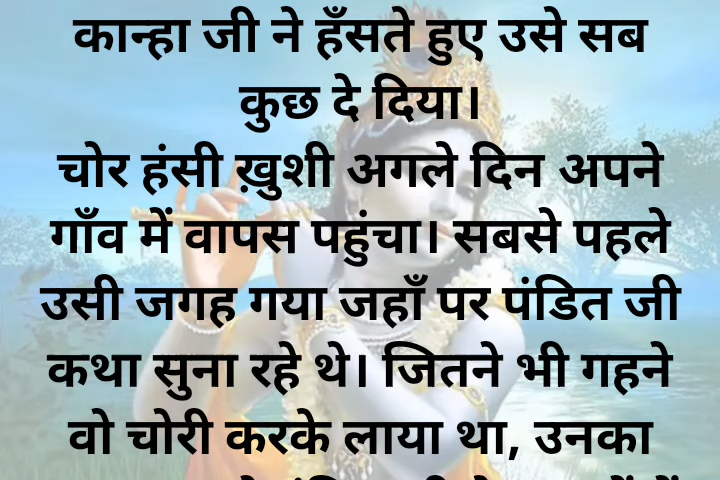 कान्हा जी ने हँसते हुए उसे सब
कुछ दे दिया।
चोर हंसी ख़ुशी अगले दिन अपने
गाँव में वापस पहुंचा। सबसे पहले
उसी जगह गया जहाँ पर पंडित जी
कथा सुना रहे थे। जितने भी गहने
वो चोरी करके लाया था, उनका